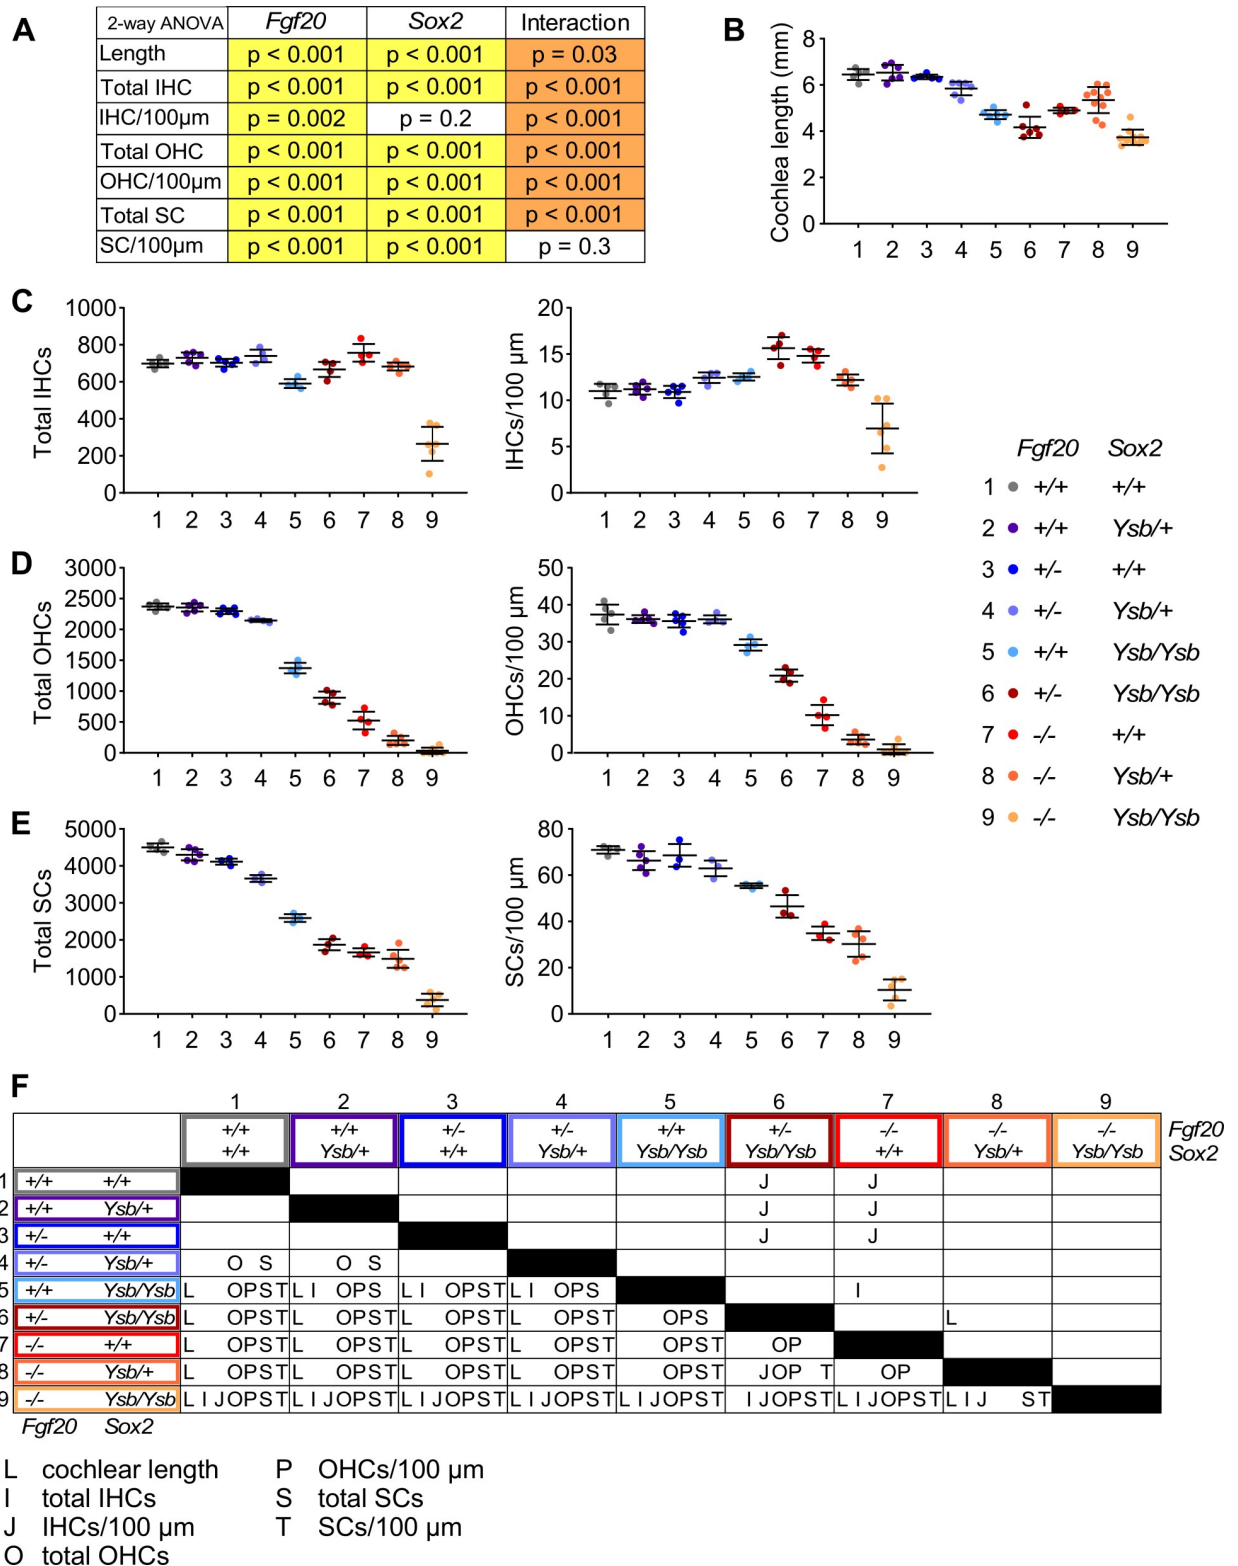 A
2-way ANOVA Fgf20 Sox2 Interaction
Length p < 0.001 p < 0.001 p = 0.03
Total IHC p < 0.001 p < 0.001 p < 0.001
IHC/100µm p = 0.002 p = 0.2 p < 0.001
Total OHC p < 0.001 p < 0.001 p < 0.001
OHC/100µm p < 0.001 p < 0.001 p < 0.001
Total SC p < 0.001 p < 0.001 p < 0.001
SC/100µm p < 0.001 p < 0.001 p = 0.3
B
Cochlea length (mm)
8
6
4
2
0
1 2 3 4 5 6 7 8 9
C
Total IHCs
1000
800
600
400
200
0
1 2 3 4 5 6 7 8 9
IHCs/100 µm
20
15
10
5
0
1 2 3 4 5 6 7 8 9
Fgf20 Sox2
1 +/+ +/+
2 +/+ Ysb/+
3 +/- +/+
4 +/- Ysb/+
5 +/+ Ysb/Ysb
6 +/- Ysb/Ysb
7 -/- +/+
8 -/- Ysb/+
9 -/- Ysb/Ysb
D
Total OHCs
3000
2500
2000
1500
1000
500
0
1 2 3 4 5 6 7 8 9
OHCs/100 µm
50
40
30
20
10
0
1 2 3 4 5 6 7 8 9
E
Total SCs
5000
4000
3000
2000
1000
0
1 2 3 4 5 6 7 8 9
SCs/100 µm
80
60
40
20
0
1 2 3 4 5 6 7 8 9
F
1 2 3 4 5 6 7 8 9
+/+ +/+ +/- +/- +/+ +/- -/- -/- -/- Fgf20
+/+ Ysb/+ +/+ Ysb/+ Ysb/Ysb Ysb/Ysb +/+ Ysb/+ Ysb/Ysb Sox2
1 +/+ +/+ J J
2 +/+ Ysb/+ J J
3 +/- +/+ J J
4 +/- Ysb/+ O S O S
5 +/+ Ysb/Ysb L OPST L I OPS L I OPST L I OPS I
6 +/- Ysb/Ysb L OPST L OPST L OPST L OPST OPS L
7 -/- +/+ L OPST L OPST L OPST L OPST OPST OP
8 -/- Ysb/+ L OPST L OPST L OPST L OPST OPST JOP T OP
9 -/- Ysb/Ysb L I JOPST L I JOPST L I JOPST L I JOPST L I JOPST I JOPST L I JOPST L I J ST
Fgf20 Sox2
L cochlear length P OHCs/100 µm
I total IHCs S total SCs
J IHCs/100 µm T SCs/100 µm
O total OHCs